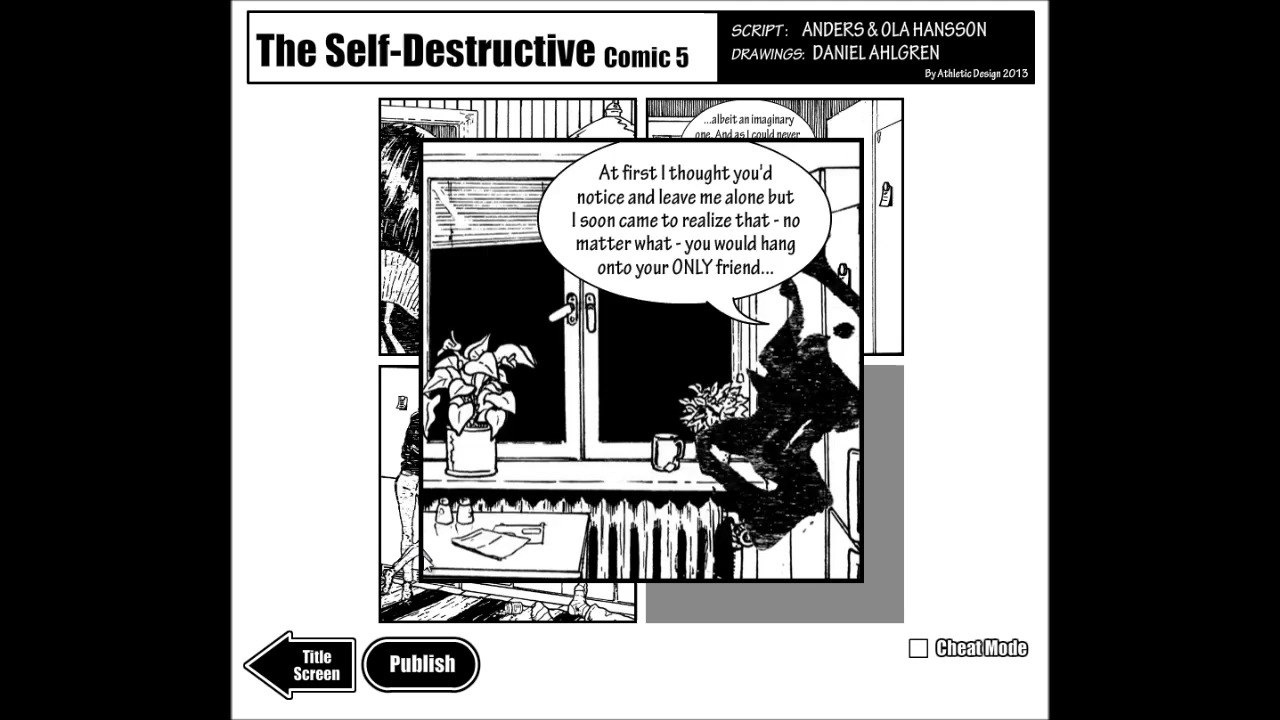 The Self-Destructive Comic 5
SCRIPT: ANDERS & OLA HANSSON
DRAWINGS: DANIEL AHLGREN
By Athletic Design 2013
...albeit an imaginary
one. And as I could never
At first I thought you'd
notice and leave me alone but
I soon came to realize that - no
matter what - you would hang
onto your ONLY friend...
Title
Screen
Publish
Cheat Mode